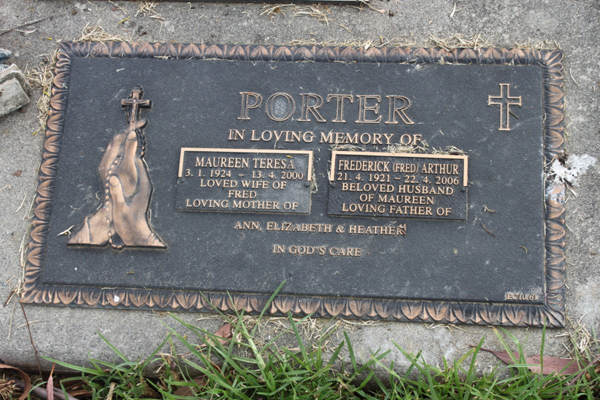 PORTER
IN LOVING MEMORY OF
MAUREEN TERESA
3. 1. 1924 - 13. 4. 2000
LOVED WIFE OF
FRED
LOVING MOTHER OF
FREDERICK (FRED) ARTHUR
21. 4. 1921 - 22. 4. 2006
BELOVED HUSBAND
OF MAUREEN
LOVING FATHER OF
ANN, ELIZABETH & HEATHER
IN GOD'S CARE